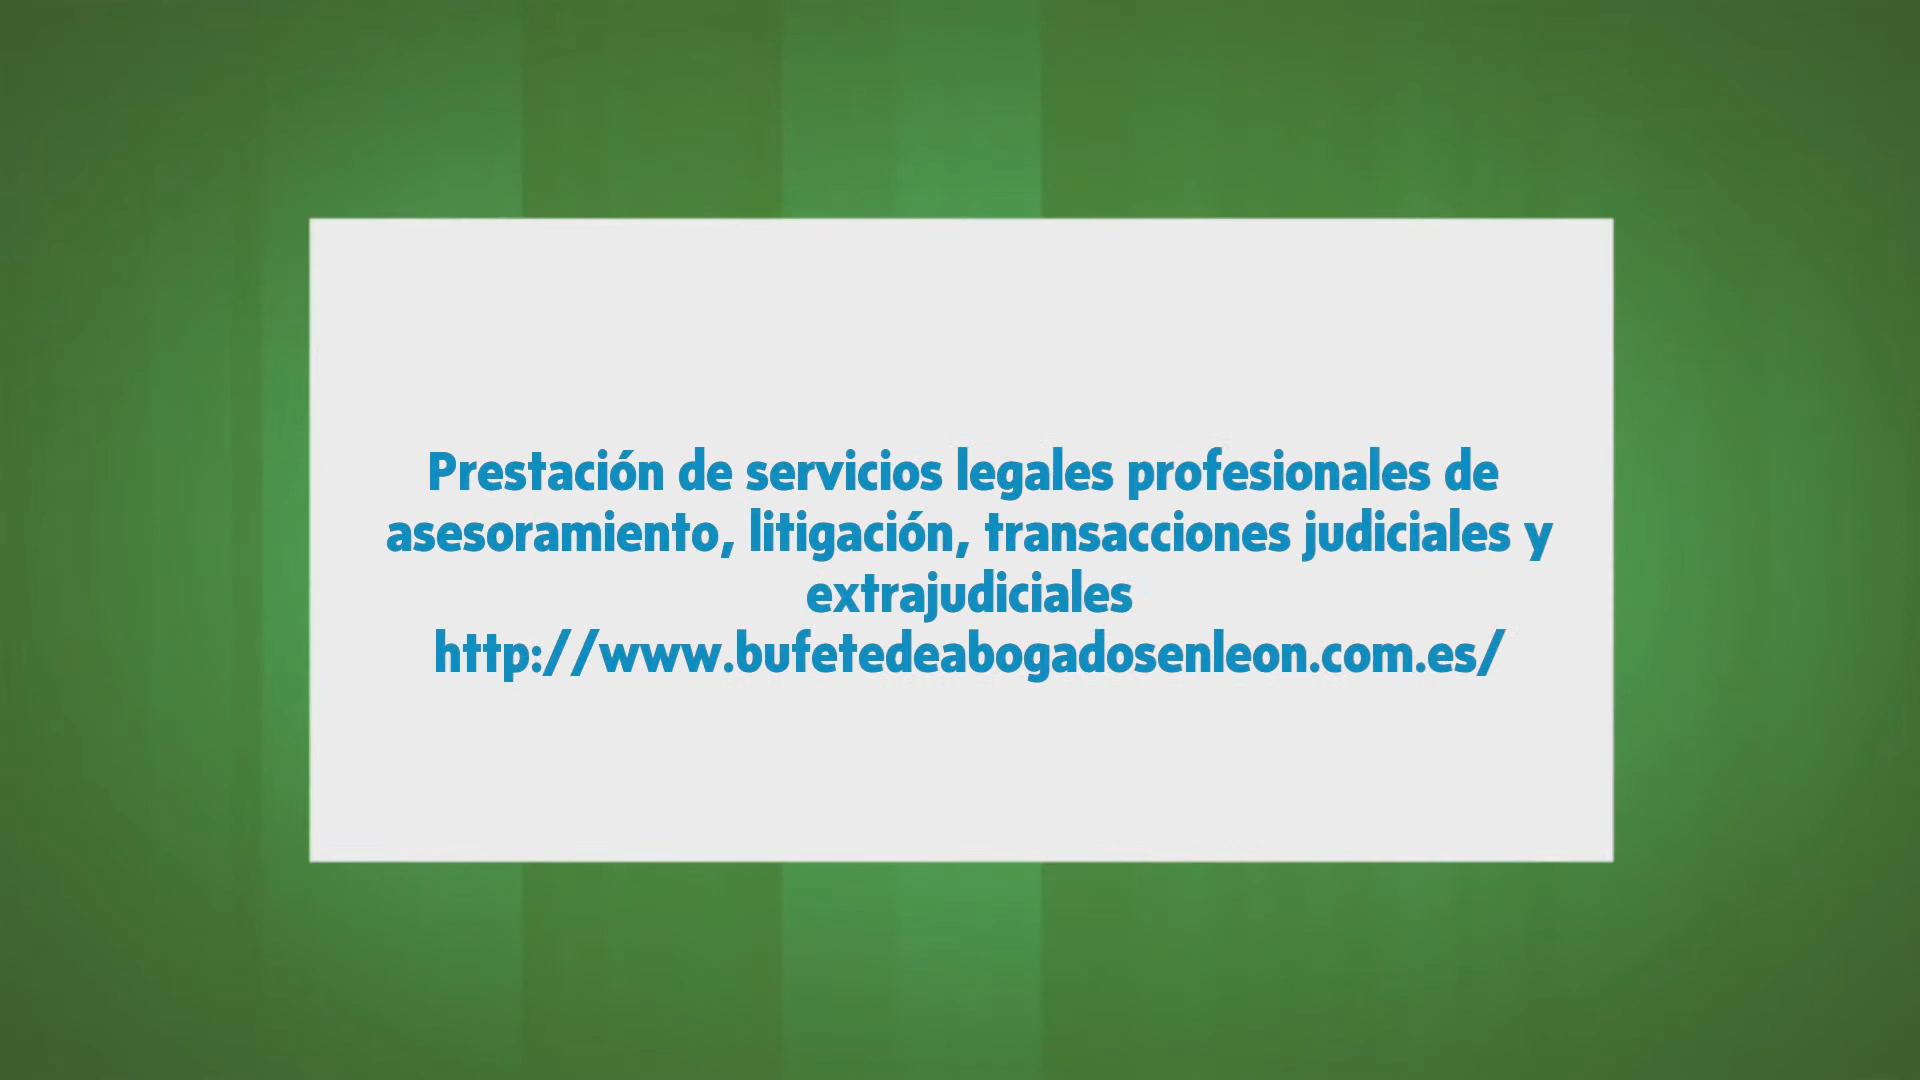 Prestación de servicios legales profesionales de
asesoramiento, litigación, transacciones judiciales y
extrajudiciales
http://www.bufetedeabogadosenleon.com.es/